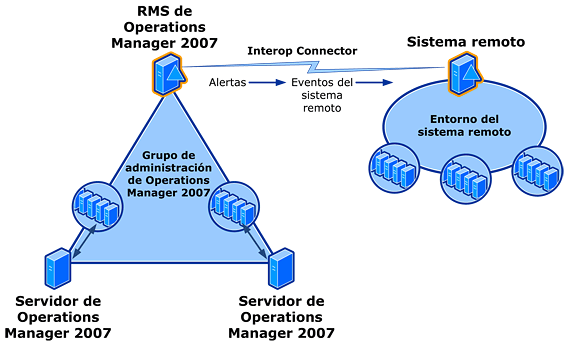 RMS de
Operations
Manager 2007
Interop Connector
Sistema remoto
Alertas
Eventos del
sistema
remoto
Entorno del
sistema remoto
Grupo de
administración
de Operations
Manager 2007
Servidor de
Operations
Manager 2007
Servidor de
Operations
Manager 2007